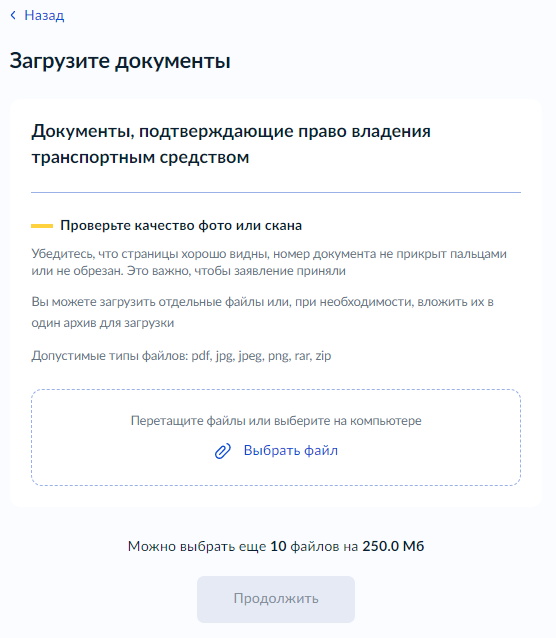 Назад
Загрузите документы
Документы, подтверждающие право владения
транспортным средством
Проверьте качество фото или скана
Убедитесь, что страницы хорошо видны, номер документа не прикрыт пальцами
или не обрезан. Это важно, чтобы заявление приняли
Вы можете загрузить отдельные файлы или, при необходимости, вложить их в
один архив для загрузки
Допустимые типы файлов: pdf, jpg, jpeg, png, rar, zip
Перетащите файлы или выберите на компьютере
Выбрать файл
Можно выбрать еще 10 файлов на 250.0 Мб
Продолжить